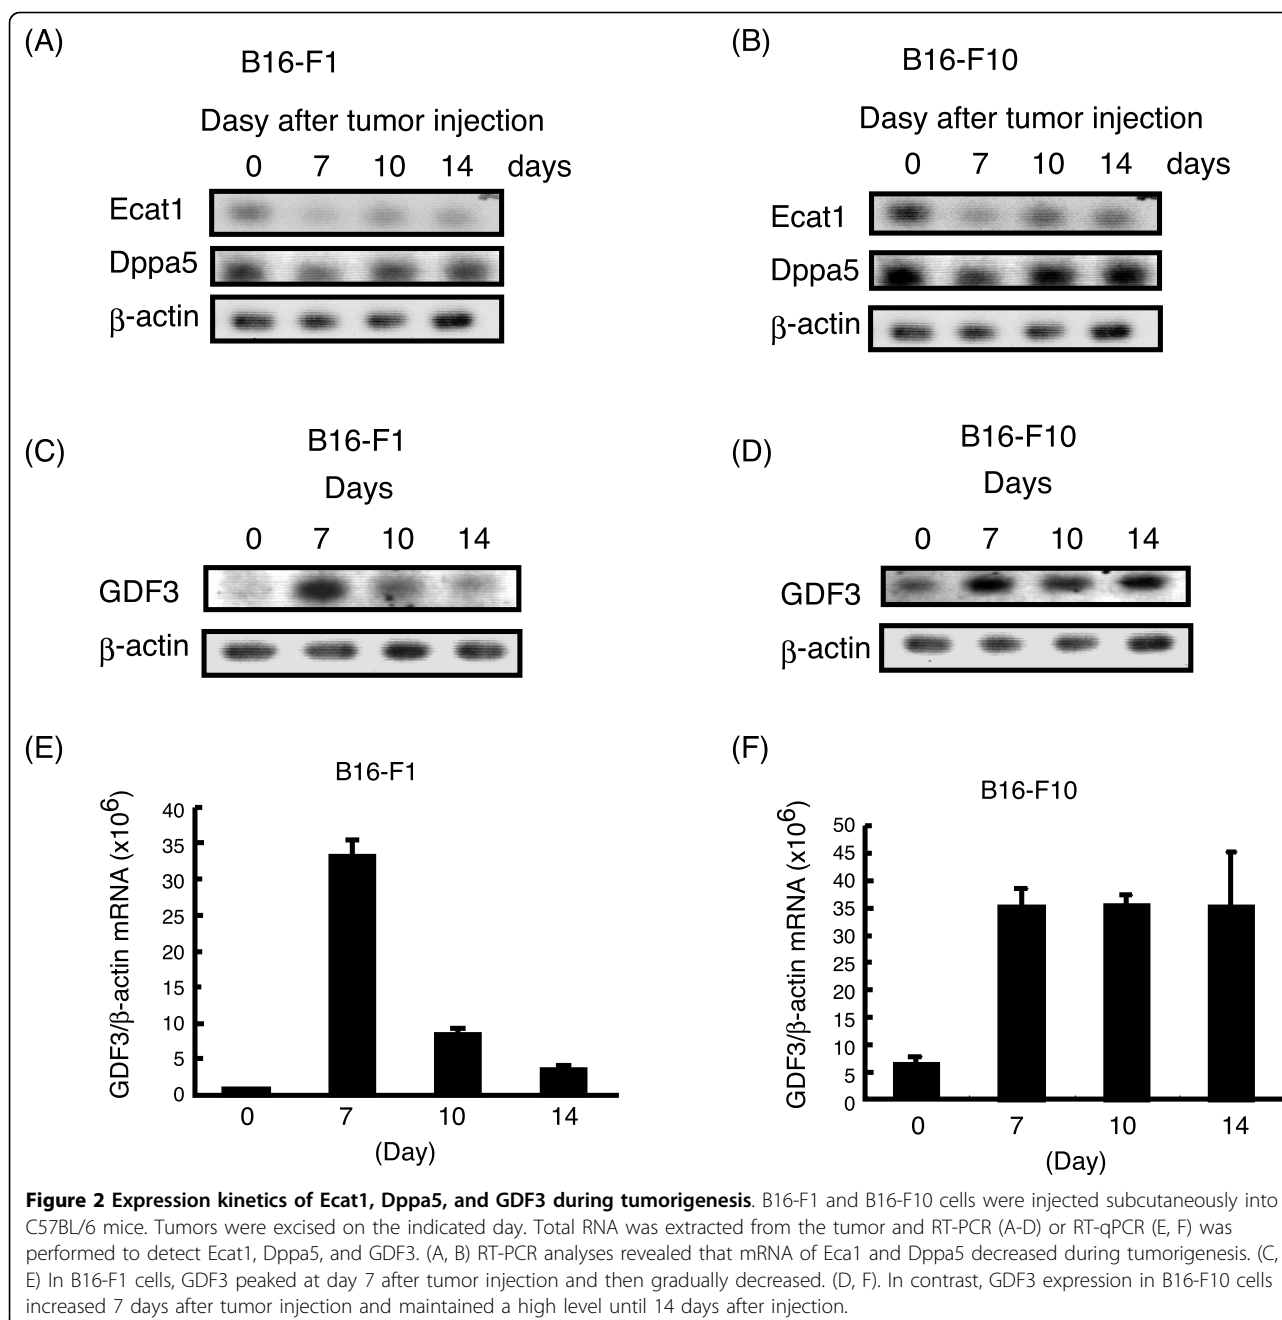 (A)
B16-F1
Dasy after tumor injection
0 7 10 14 days
Ecat1
Dppa5
β-actin
(B)
B16-F10
Dasy after tumor injection
0 7 10 14 days
Ecat1
Dppa5
β-actin
(C)
B16-F1
Days
0 7 10 14
GDF3
β-actin
(D)
B16-F10
Days
0 7 10 14
GDF3
β-actin
(E)
B16-F1
GDF3/β-actin mRNA (x10⁶)
40
35
30
25
20
15
10
5
0
0 7 10 14
(Day)
(F)
B16-F10
GDF3/β-actin mRNA (x10⁶)
50
45
40
35
30
25
20
15
10
5
0
0 7 10 14
(Day)
Figure 2 Expression kinetics of Ecat1, Dppa5, and GDF3 during tumorigenesis. B16-F1 and B16-F10 cells were injected subcutaneously into
C57BL/6 mice. Tumors were excised on the indicated day. Total RNA was extracted from the tumor and RT-PCR (A-D) or RT-qPCR (E, F) was
performed to detect Ecat1, Dppa5, and GDF3. (A, B) RT-PCR analyses revealed that mRNA of Eca1 and Dppa5 decreased during tumorigenesis. (C,
E) In B16-F1 cells, GDF3 peaked at day 7 after tumor injection and then gradually decreased. (D, F). In contrast, GDF3 expression in B16-F10 cells
increased 7 days after tumor injection and maintained a high level until 14 days after injection.